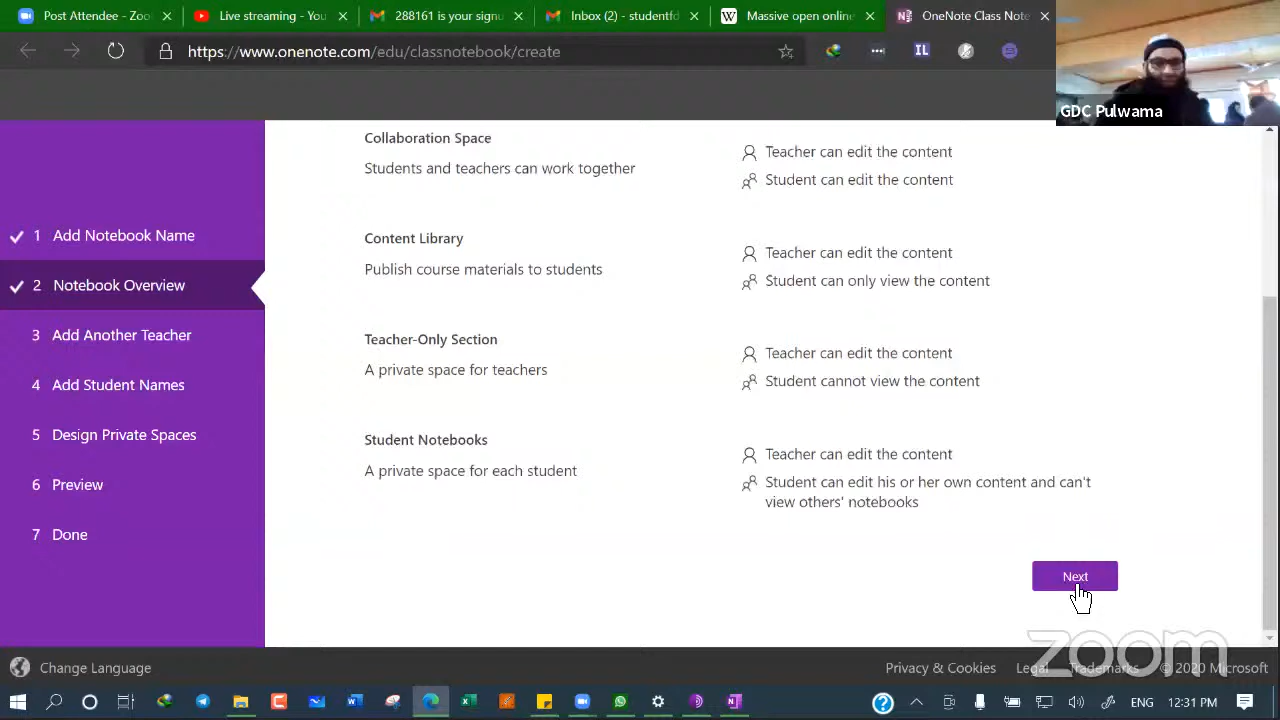 Post Attendee - Zoo
Live streaming - You
288161 is your signu
Inbox (2) - studentfd
Massive open online
OneNote Class Note
https://www.onenote.com/edu/classnotebook/create
IL
GDC Pulwama
Collaboration Space
Students and teachers can work together
Teacher can edit the content
Student can edit the content
Content Library
Publish course materials to students
Teacher can edit the content
Student can only view the content
Teacher-Only Section
A private space for teachers
Teacher can edit the content
Student cannot view the content
Student Notebooks
A private space for each student
Teacher can edit the content
Student can edit his or her own content and can't
view others' notebooks
1 Add Notebook Name
2 Notebook Overview
3 Add Another Teacher
4 Add Student Names
5 Design Private Spaces
6 Preview
7 Done
Next
zoom
Change Language
Privacy & Cookies
Legal
Trademarks
© 2020 Microsoft
ENG
12:31 PM